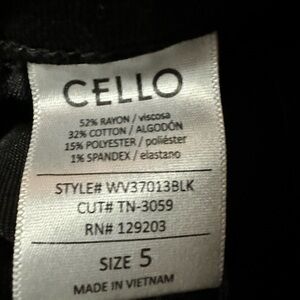 CELLO
52% RAYON / viscosa
32% COTTON / ALGODÓN
15% POLYESTER / poliéster
1% SPANDEX / elastano
STYLE# WV37013BLK
CUT# TN-3059
RN# 129203
SIZE 5
MADE IN VIETNAM